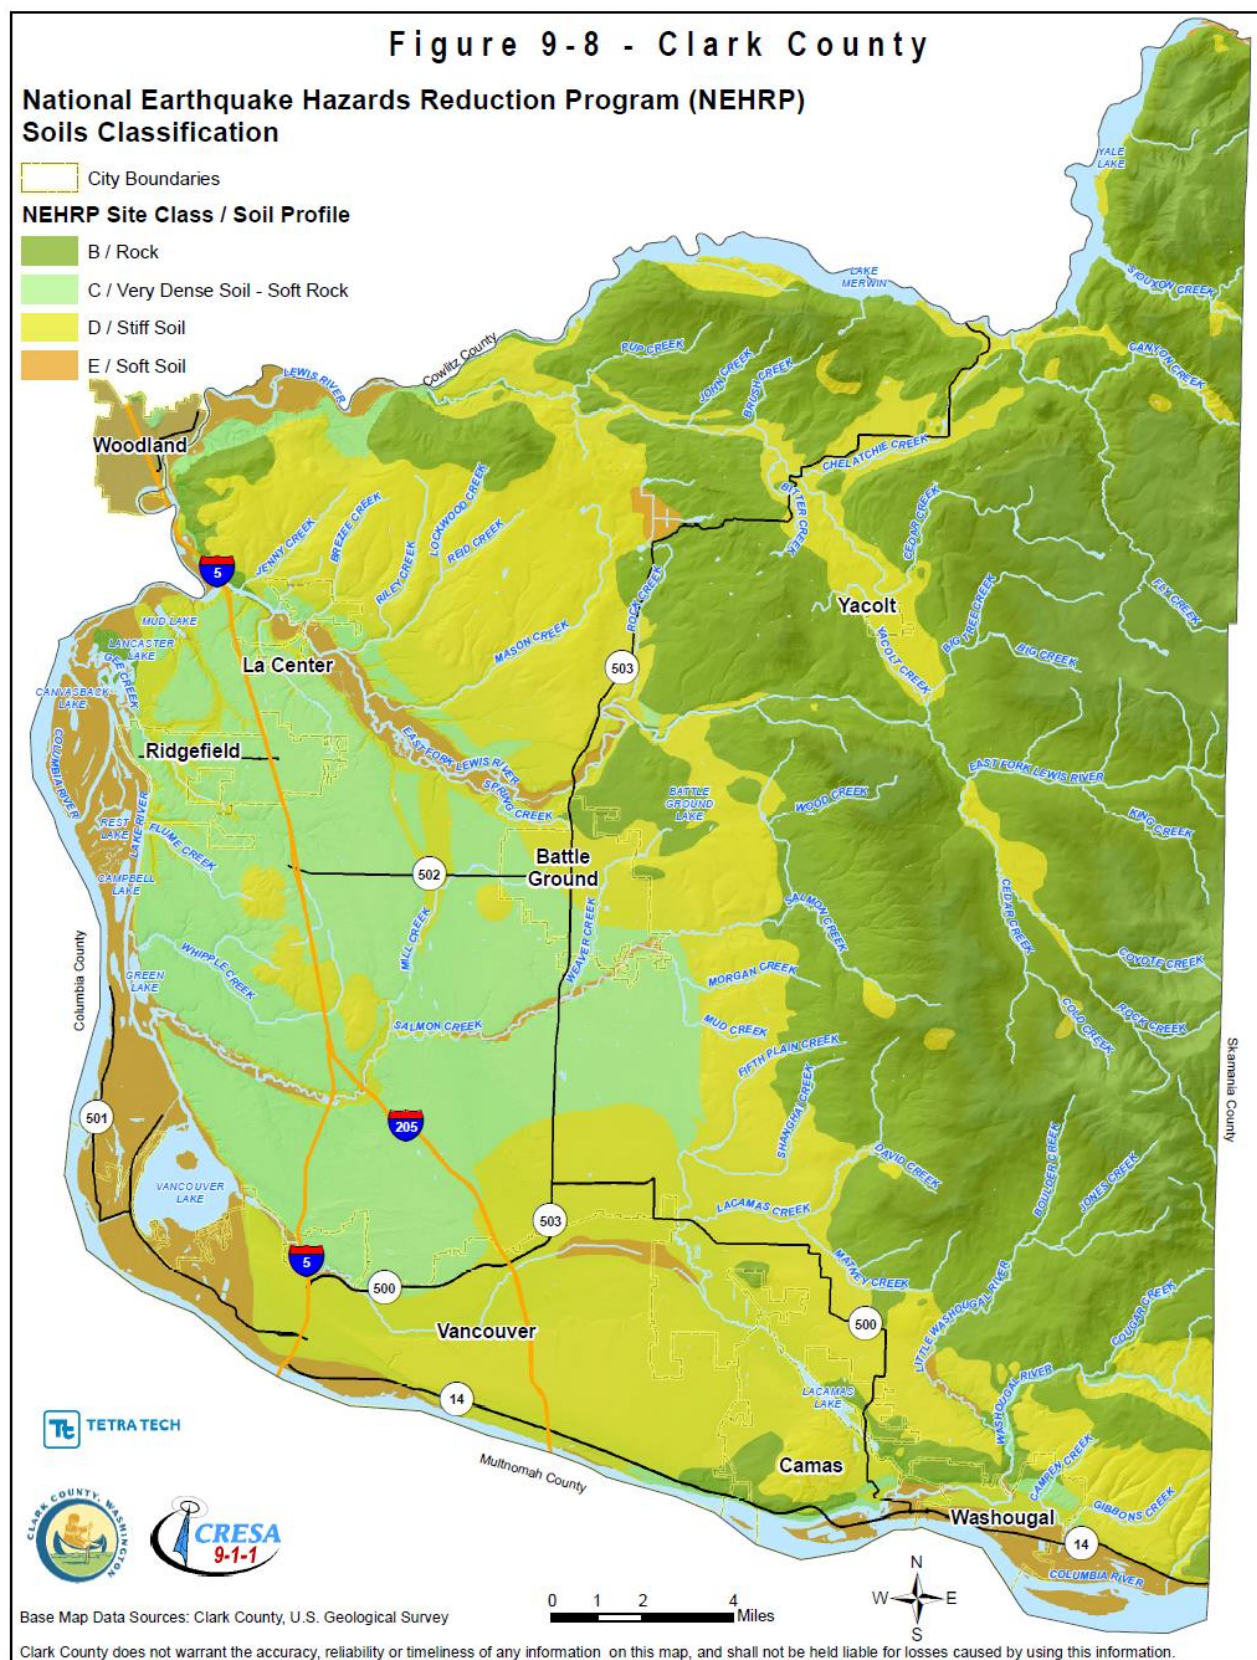 Figure 9-8 - Clark County
National Earthquake Hazards Reduction Program (NEHRP)
Soils Classification
City Boundaries
NEHRP Site Class / Soil Profile
B / Rock
C / Very Dense Soil - Soft Rock
D / Stiff Soil
E / Soft Soil
YALE
LAKE
SIOUXON CREEK
LAKE
MERWIN
CANYON CREEK
Cowlitz County
PUP CREEK
JOHN CREEK
BRUSH CREEK
LEWIS RIVER
Woodland
CHELATCHIE CREEK
LOCKWOOD CREEK
BITTER CREEK
CEDAR CREEK
JENNY CREEK
BREZEE CREEK
REID CREEK
RILEY CREEK
5
ROCK CREEK
Yacolt
FLY CREEK
BIG TREE CREEK
MUD LAKE
MASON CREEK
YACOLT CREEK
BIG CREEK
LANCASTER
LAKE
GEE CREEK
La Center
503
CANVASBACK
LAKE
COLUMBIA RIVER
Ridgefield
EAST FORK LEWIS RIVER
EAST FORK LEWIS RIVER
SPRING CREEK
BATTLE
GROUND
LAKE
WOOD CREEK
KING CREEK
REST
LAKE
LAKE RIVER
FLUME CREEK
Battle
Ground
502
CAMPBELL
LAKE
SALMON CREEK
CEDAR CREEK
MILL CREEK
WEAVER CREEK
WHIPPLE CREEK
COYOTE CREEK
Columbia County
GREEN
LAKE
MORGAN CREEK
SALMON CREEK
MUD CREEK
COLD CREEK
ROCK CREEK
FIFTH PLAIN CREEK
Skamania County
501
205
SHANGHAI CREEK
DAVID CREEK
BOULDER CREEK
JONES CREEK
VANCOUVER
LAKE
503
LACAMAS CREEK
5
500
MATNEY CREEK
LITTLE WASHOUGAL RIVER
COUGAR CREEK
Vancouver
500
14
LACAMAS
LAKE
WASHOUGAL RIVER
Tt TETRA TECH
Multnomah County
Camas
CAMPEN CREEK
GIBBONS CREEK
CLARK COUNTY, WASHINGTON
CRESA
9-1-1
Washougal
14
COLUMBIA RIVER
N
W E
S
0 1 2 4
Miles
Base Map Data Sources: Clark County, U.S. Geological Survey
Clark County does not warrant the accuracy, reliability or timeliness of any information on this map, and shall not be held liable for losses caused by using this information.